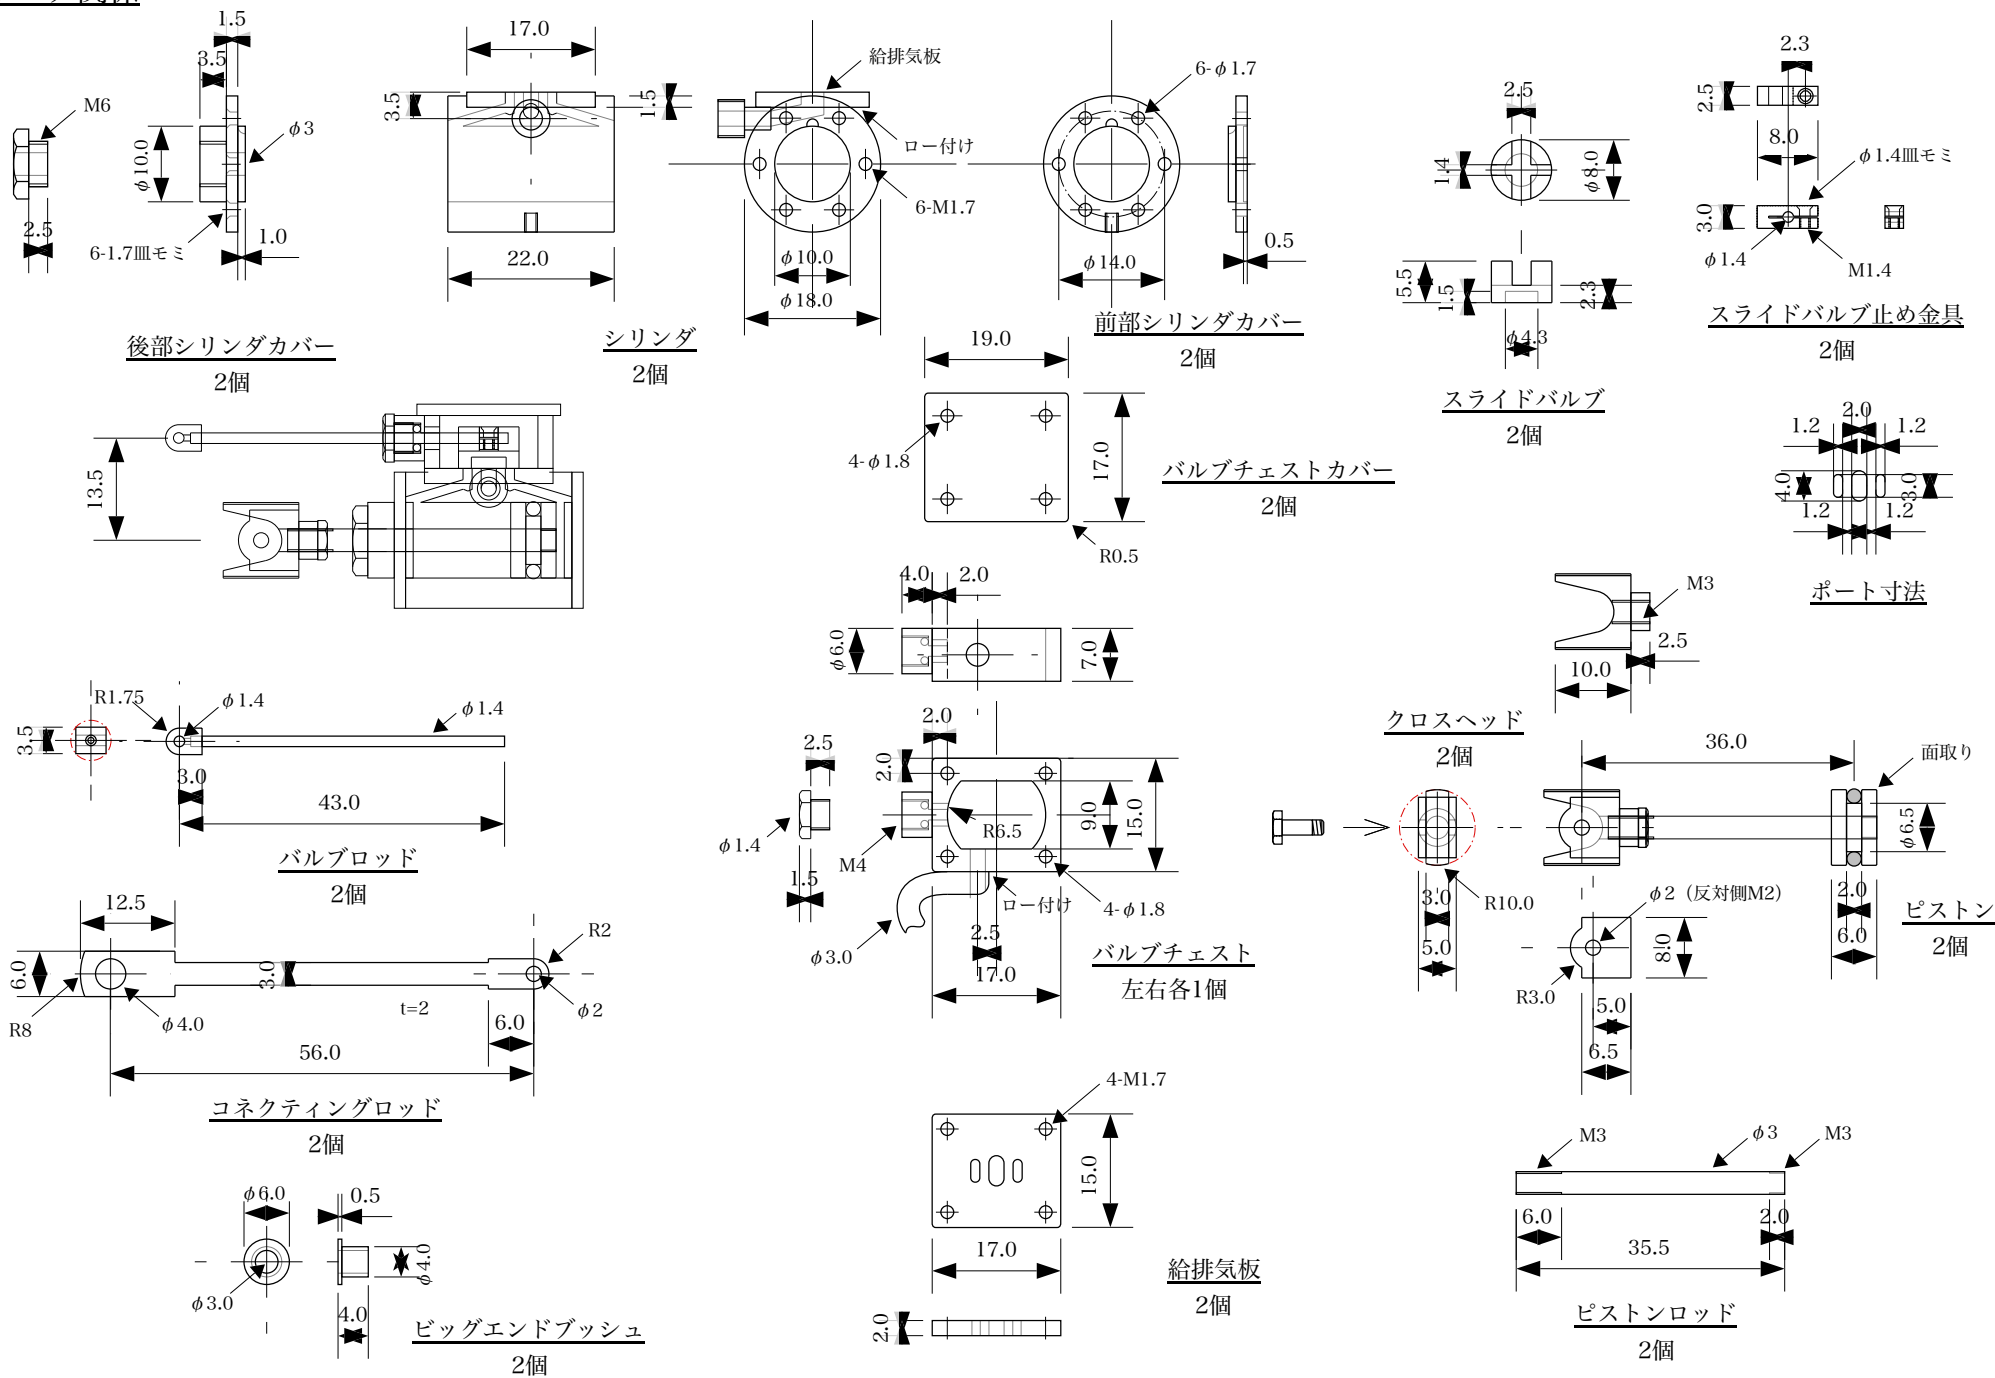 1.5
3.5
M6
φ10.0
φ3
2.5
6-1.7皿モミ
1.0
後部シリンダカバー
2個
17.0
3.5
1.5
22.0
シリンダ
2個
給排気板
ロー付け
6-M1.7
φ10.0
φ18.0
6-φ1.7
φ14.0
0.5
前部シリンダカバー
2個
2.5
1.4
φ8.0
5.5
1.5
2.3
φ4.3
スライドバルブ
2個
2.3
2.5
8.0
φ1.4皿モミ
3.0
φ1.4
M1.4
スライドバルブ止め金具
2個
13.5
19.0
4-φ1.8
17.0
R0.5
バルブチェストカバー
2個
2.0
1.2
1.2
4.0
3.0
1.2
1.2
ポート寸法
4.0
2.0
φ6.0
7.0
M3
2.5
10.0
クロスヘッド
2個
R1.75
φ1.4
φ1.4
3.5
3.0
43.0
バルブロッド
2個
2.0
2.5
2.0
R6.5
9.0
15.0
φ1.4
M4
1.5
ロー付け
4-φ1.8
φ3.0
2.5
17.0
バルブチェスト
左右各1個
36.0
面取り
φ6.5
R10.0
3.0
5.0
φ2（反対側M2）
8.0
R3.0
5.0
6.5
2.0
6.0
ピストン
2個
12.5
R2
6.0
3.0
R8
φ4.0
t=2
6.0
φ2
56.0
コネクティングロッド
2個
4-M1.7
15.0
17.0
2.0
給排気板
2個
M3
φ3
M3
6.0
2.0
35.5
ピストンロッド
2個
φ6.0
0.5
φ4.0
φ3.0
4.0
ビッグエンドブッシュ
2個